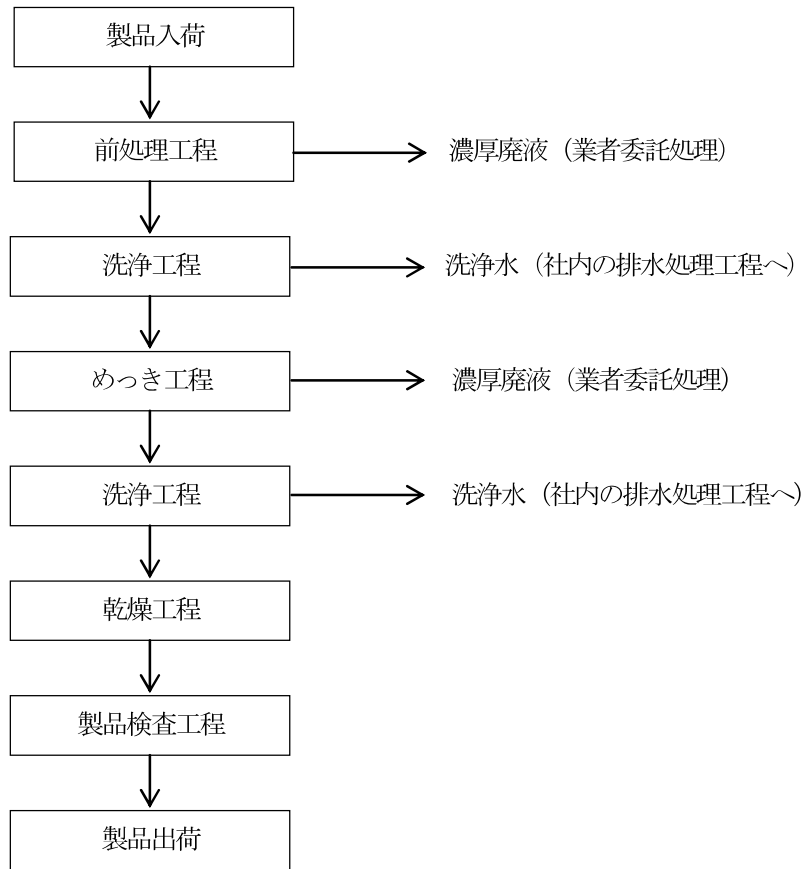 製品入荷
前処理工程
濃厚廃液（業者委託処理）
洗浄工程
洗浄水（社内の排水処理工程へ）
めっき工程
濃厚廃液（業者委託処理）
洗浄工程
洗浄水（社内の排水処理工程へ）
乾燥工程
製品検査工程
製品出荷